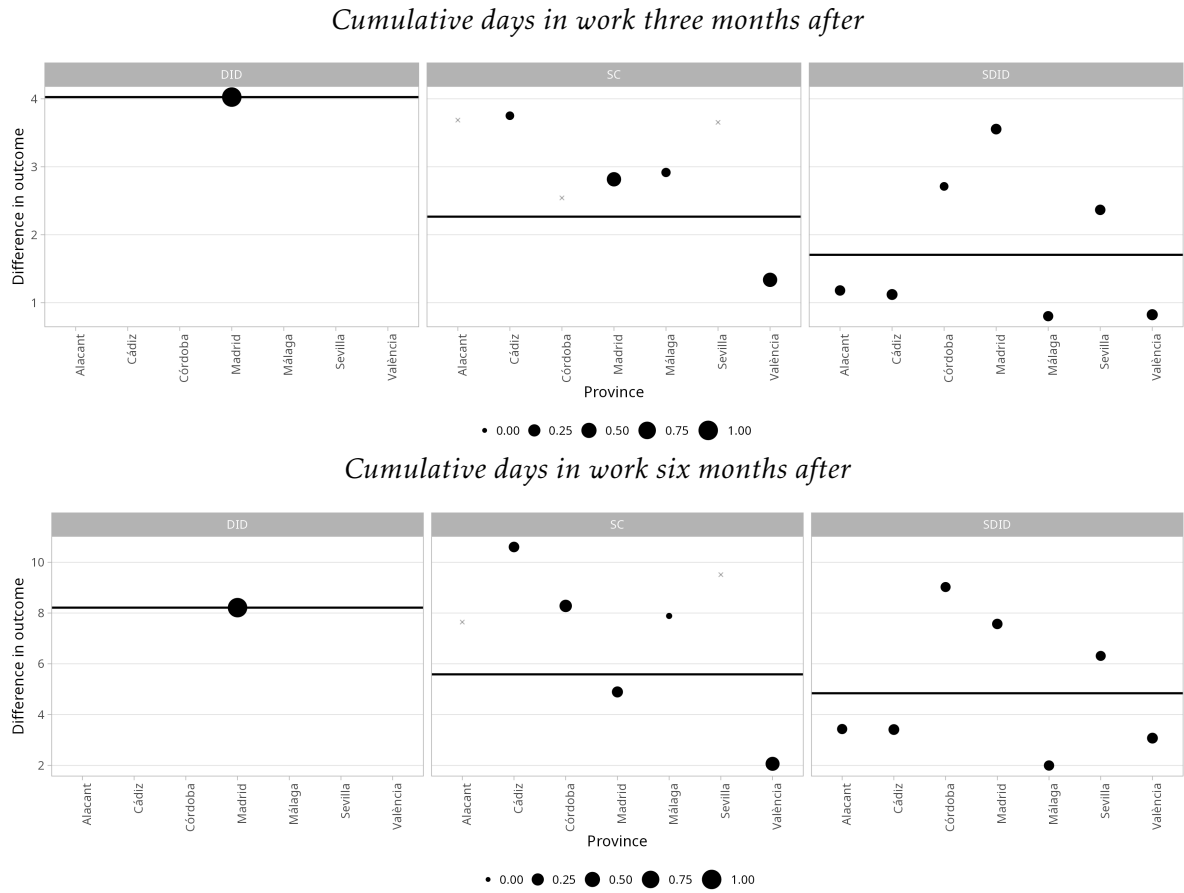 Cumulative days in work three months after
DID SC SDID
Difference in outcome
4
3
2
1
Alacant Cádiz Córdoba Madrid Málaga Sevilla València Alacant Cádiz Córdoba Madrid Málaga Sevilla València Alacant Cádiz Córdoba Madrid Málaga Sevilla València
Province
0.00 0.25 0.50 0.75 1.00
Cumulative days in work six months after
DID SC SDID
Difference in outcome
10
8
6
4
2
Alacant Cádiz Córdoba Madrid Málaga Sevilla València Alacant Cádiz Córdoba Madrid Málaga Sevilla València Alacant Cádiz Córdoba Madrid Málaga Sevilla València
Province
0.00 0.25 0.50 0.75 1.00